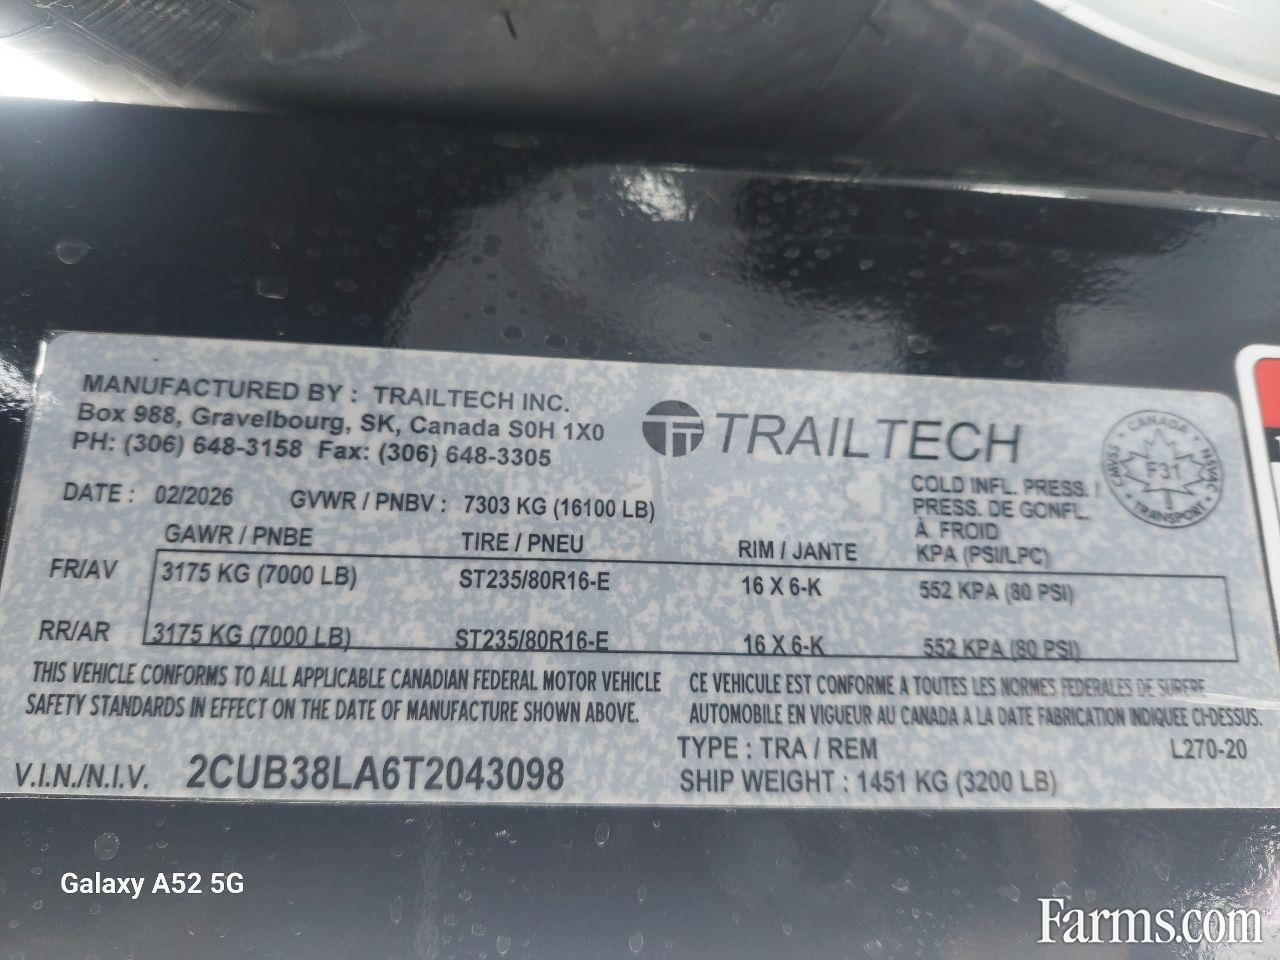 MANUFACTURED BY : TRAILTECH INC.
Box 988, Gravelbourg, SK, Canada S0H 1X0
PH: (306) 648-3158 Fax: (306) 648-3305
TRAILTECH
CANADA
CMVSS
NSVAC
F31
TRANSPORT
DATE : 02/2026 GVWR / PNBV : 7303 KG (16100 LB)
COLD INFL. PRESS. /
PRESS. DE GONFL.
À FROID
KPA (PSI/LPC)
GAWR / PNBE TIRE / PNEU RIM / JANTE
FR/AV 3175 KG (7000 LB) ST235/80R16-E 16 X 6-K 552 KPA (80 PSI)
RR/AR 3175 KG (7000 LB) ST235/80R16-E 16 X 6-K 552 KPA (80 PSI)
THIS VEHICLE CONFORMS TO ALL APPLICABLE CANADIAN FEDERAL MOTOR VEHICLE
SAFETY STANDARDS IN EFFECT ON THE DATE OF MANUFACTURE SHOWN ABOVE.
CE VEHICULE EST CONFORME A TOUTES LES NORMES FEDERALES DE SURETE
AUTOMOBILE EN VIGUEUR AU CANADA A LA DATE FABRICATION INDIQUEE CI-DESSUS.
V.I.N./N.I.V. 2CUB38LA6T2043098
TYPE : TRA / REM L270-20
SHIP WEIGHT : 1451 KG (3200 LB)
Galaxy A52 5G
Farms.com